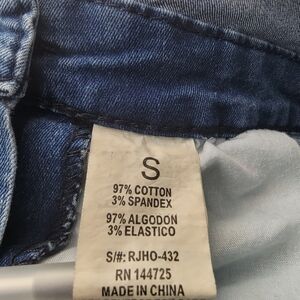 S
97% COTTON
3% SPANDEX
97% ALGODON
3% ELASTICO
S/#: RJHO-432
RN 144725
MADE IN CHINA